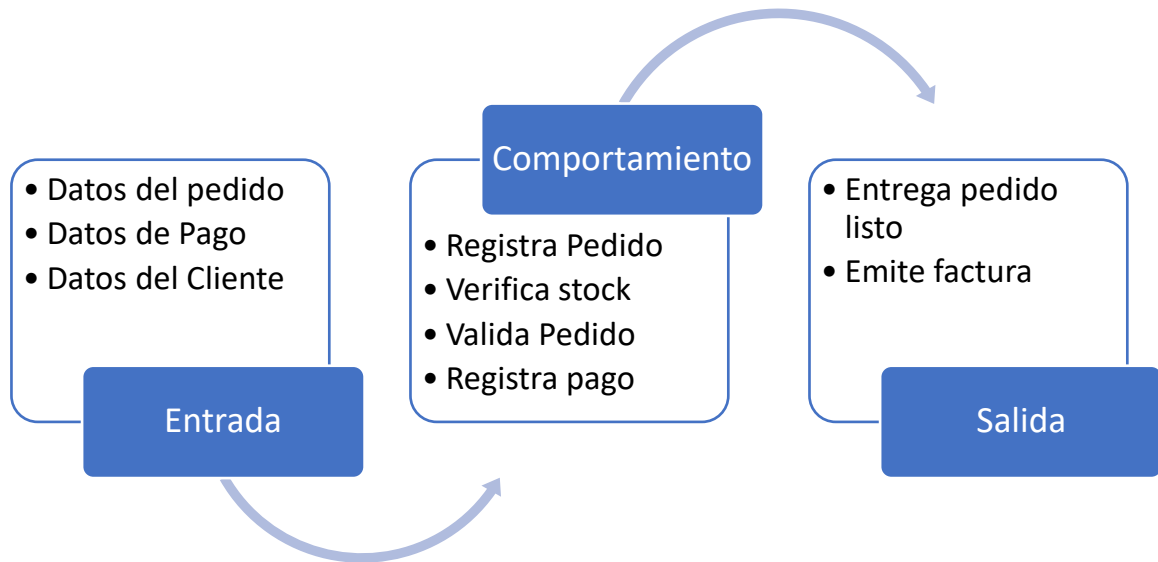 • Datos del pedido
• Datos de Pago
• Datos del Cliente
Entrada
Comportamiento
• Registra Pedido
• Verifica stock
• Valida Pedido
• Registra pago
• Entrega pedido
listo
• Emite factura
Salida